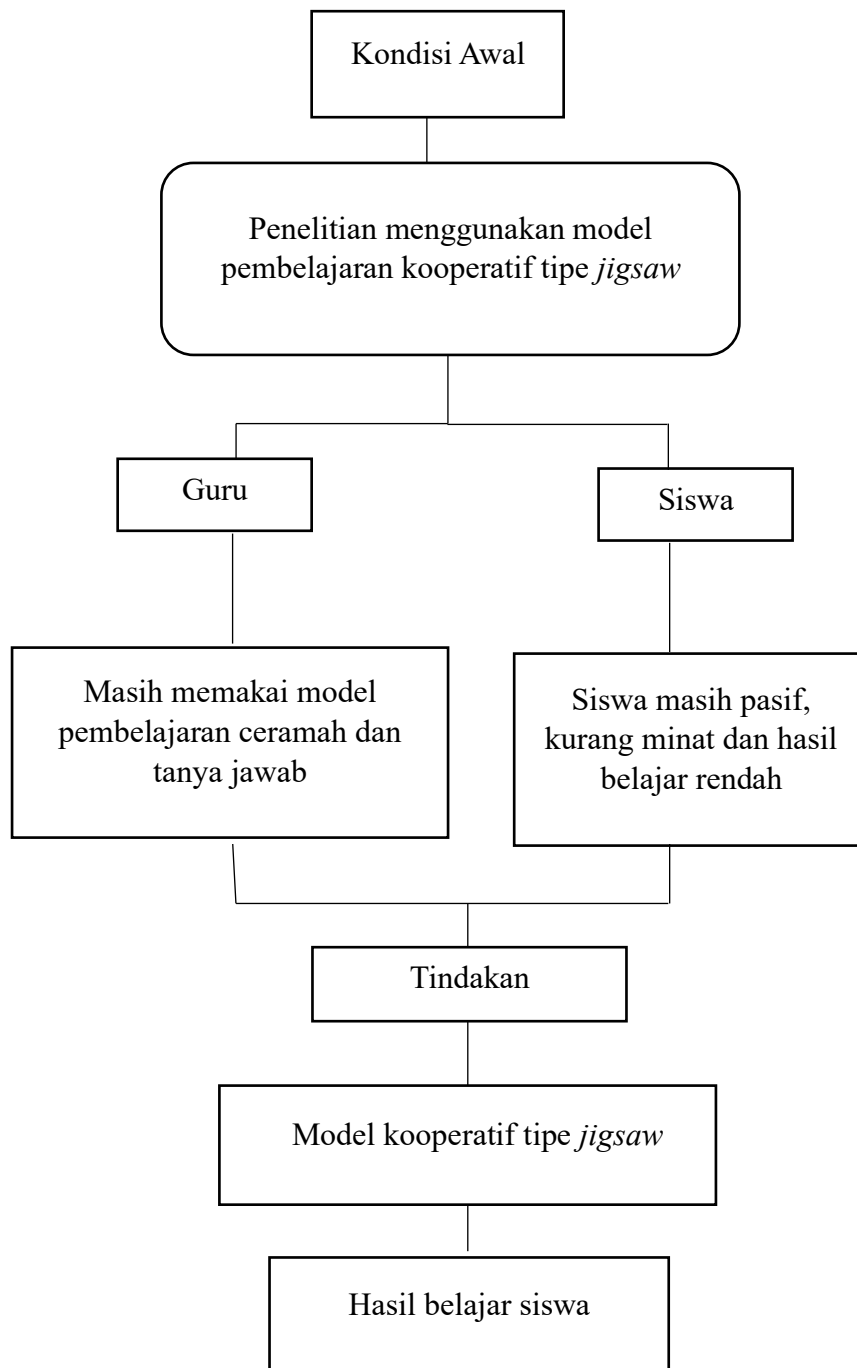 Kondisi Awal
Penelitian menggunakan model
pembelajaran kooperatif tipe jigsaw
Guru
Siswa
Masih memakai model
pembelajaran ceramah dan
tanya jawab
Siswa masih pasif,
kurang minat dan hasil
belajar rendah
Tindakan
Model kooperatif tipe jigsaw
Hasil belajar siswa